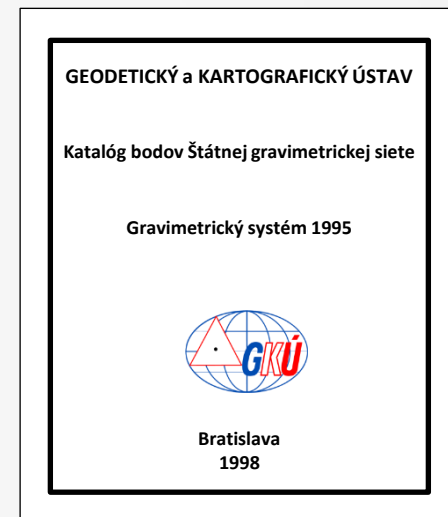 GEODETICKÝ a KARTOGRAFICKÝ ÚSTAV
Katalóg bodov Štátnej gravimetrickej siete
Gravimetrický systém 1995
GKÚ
Bratislava
1998